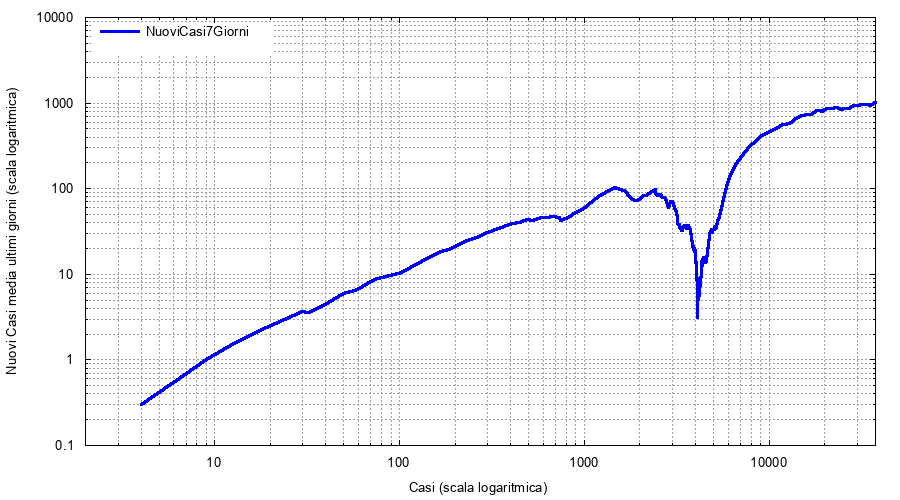 10000
NuoviCasi7Giorni
1000
100
10
1
0.1
Nuovi Casi media ultimi giorni (scala logaritmica)
10 100 1000 10000
Casi (scala logaritmica)